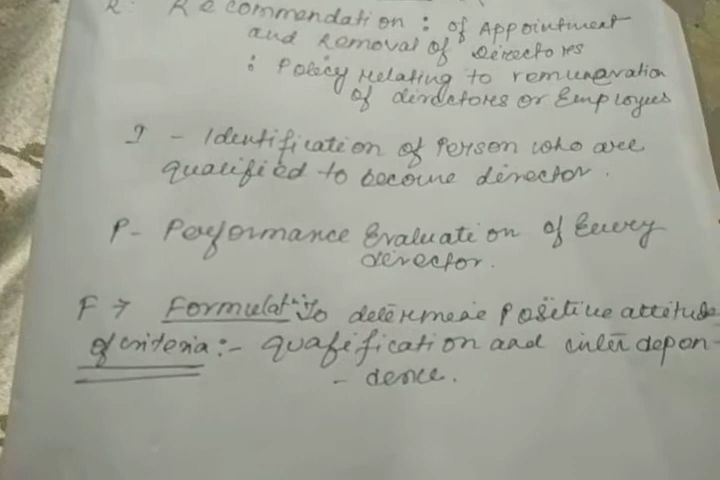 R. Recommendation : of Appointment
and Removal of Directores
: Policy relating to remuneration
of directores or Employees
I - Identification of Person who are
qualified to become director.
P- Performance Evaluation of Every
director.
F → Formulat'n To determine Positive attitude
of criteria :- qualification and inter depen-
- dence.